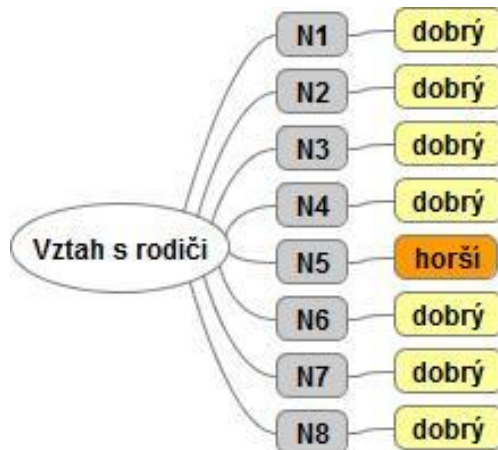 N1 dobrý
N2 dobrý
N3 dobrý
N4 dobrý
Vztah s rodiči
N5 horší
N6 dobrý
N7 dobrý
N8 dobrý